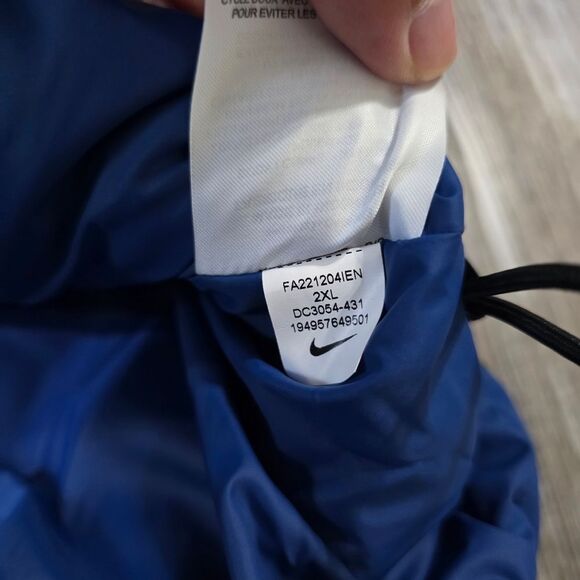 CYCLE DOUX AVEC
POUR EVITER LES
FA221204IEN
2XL
DC3054-431
194957649501